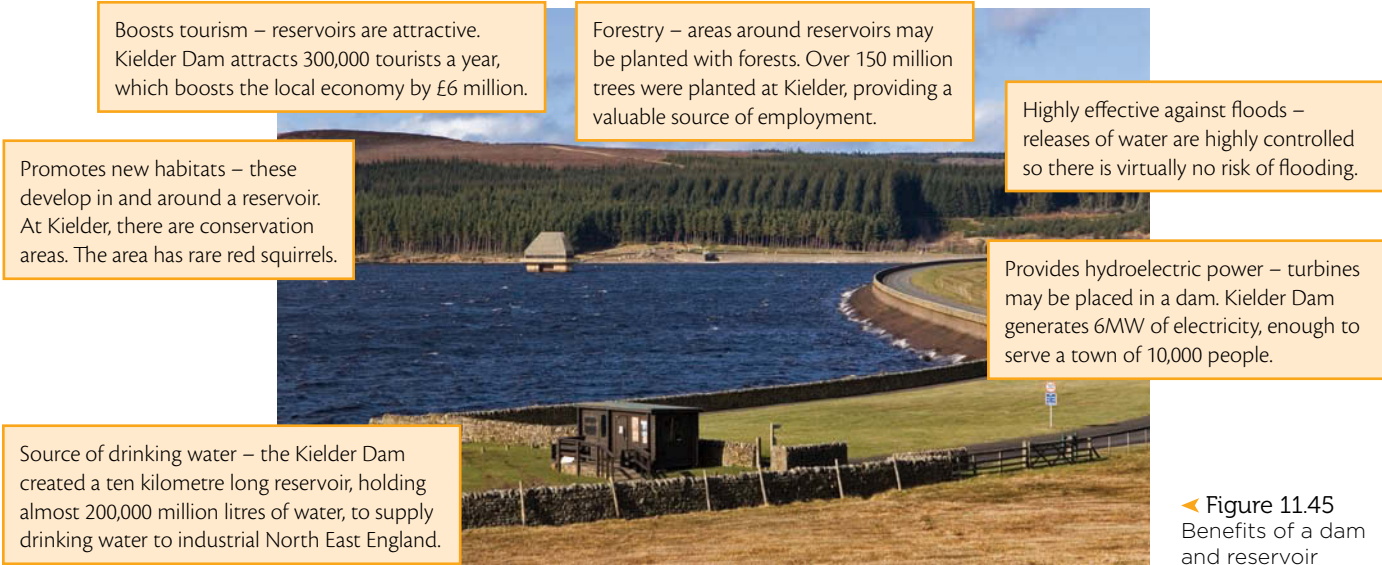 Boosts tourism – reservoirs are attractive.
Kielder Dam attracts 300,000 tourists a year,
which boosts the local economy by £6 million.
Forestry – areas around reservoirs may
be planted with forests. Over 150 million
trees were planted at Kielder, providing a
valuable source of employment.
Highly effective against floods –
releases of water are highly controlled
so there is virtually no risk of flooding.
Promotes new habitats – these
develop in and around a reservoir.
At Kielder, there are conservation
areas. The area has rare red squirrels.
Provides hydroelectric power – turbines
may be placed in a dam. Kielder Dam
generates 6MW of electricity, enough to
serve a town of 10,000 people.
Source of drinking water – the Kielder Dam
created a ten kilometre long reservoir, holding
almost 200,000 million litres of water, to supply
drinking water to industrial North East England.
◄ Figure 11.45
Benefits of a dam
and reservoir